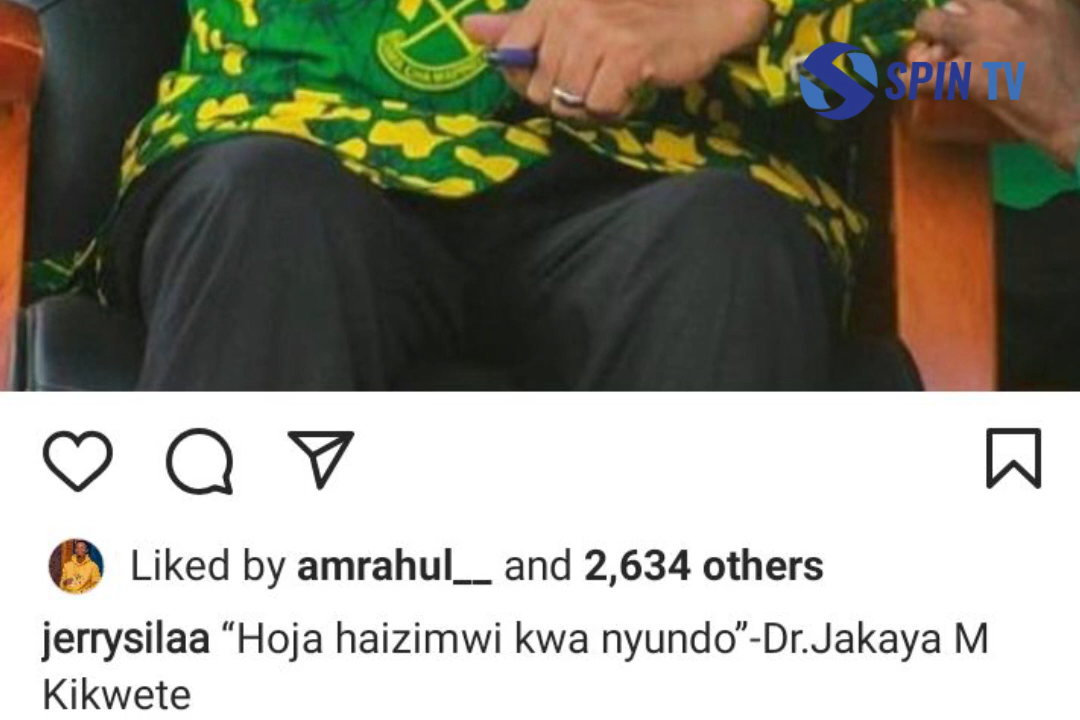 SPIN TV
Liked by amrahul__ and 2,634 others
jerrysilaa “Hoja haizimwi kwa nyundo”-Dr.Jakaya M
Kikwete